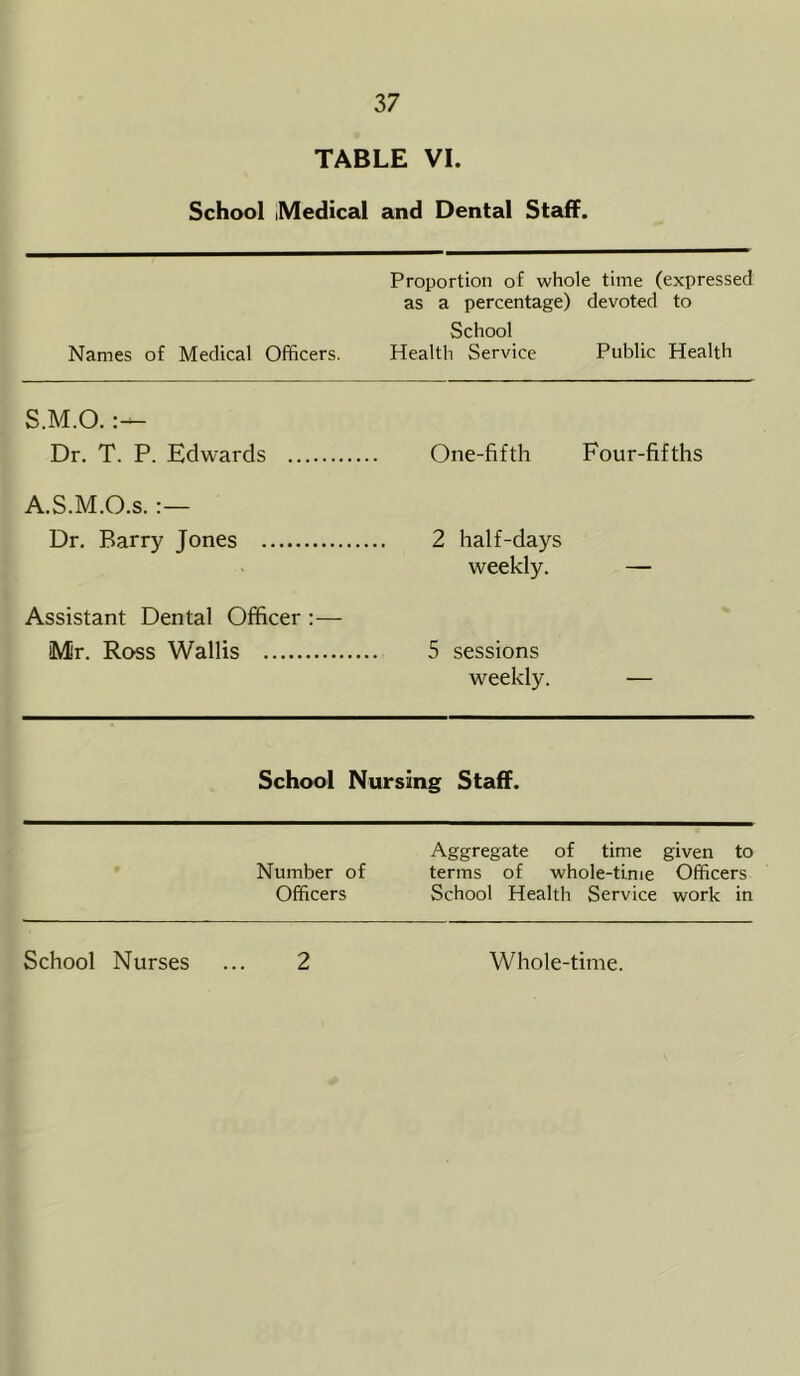 37
TABLE VI.
School Medical and Dental Staff.
Proportion of whole time (expressed
as a percentage) devoted to
School
Names of Medical Officers. Health Service Public Health
S.M.O. :—
Dr. T. P. Edwards ........... One-fifth Four-fifths
A.S.M.O.s. :—
Dr. Barry Jones ............... 2 half-days
weekly. —
Assistant Dental Officer :—
Mr. Ross Wallis .............. 5 sessions
weekly. —
School Nursing Staff.
Aggregate of time given to
Number of terms of whole-time Officers
Officers School Health Service work in
School Nurses ... 2 Whole-time.